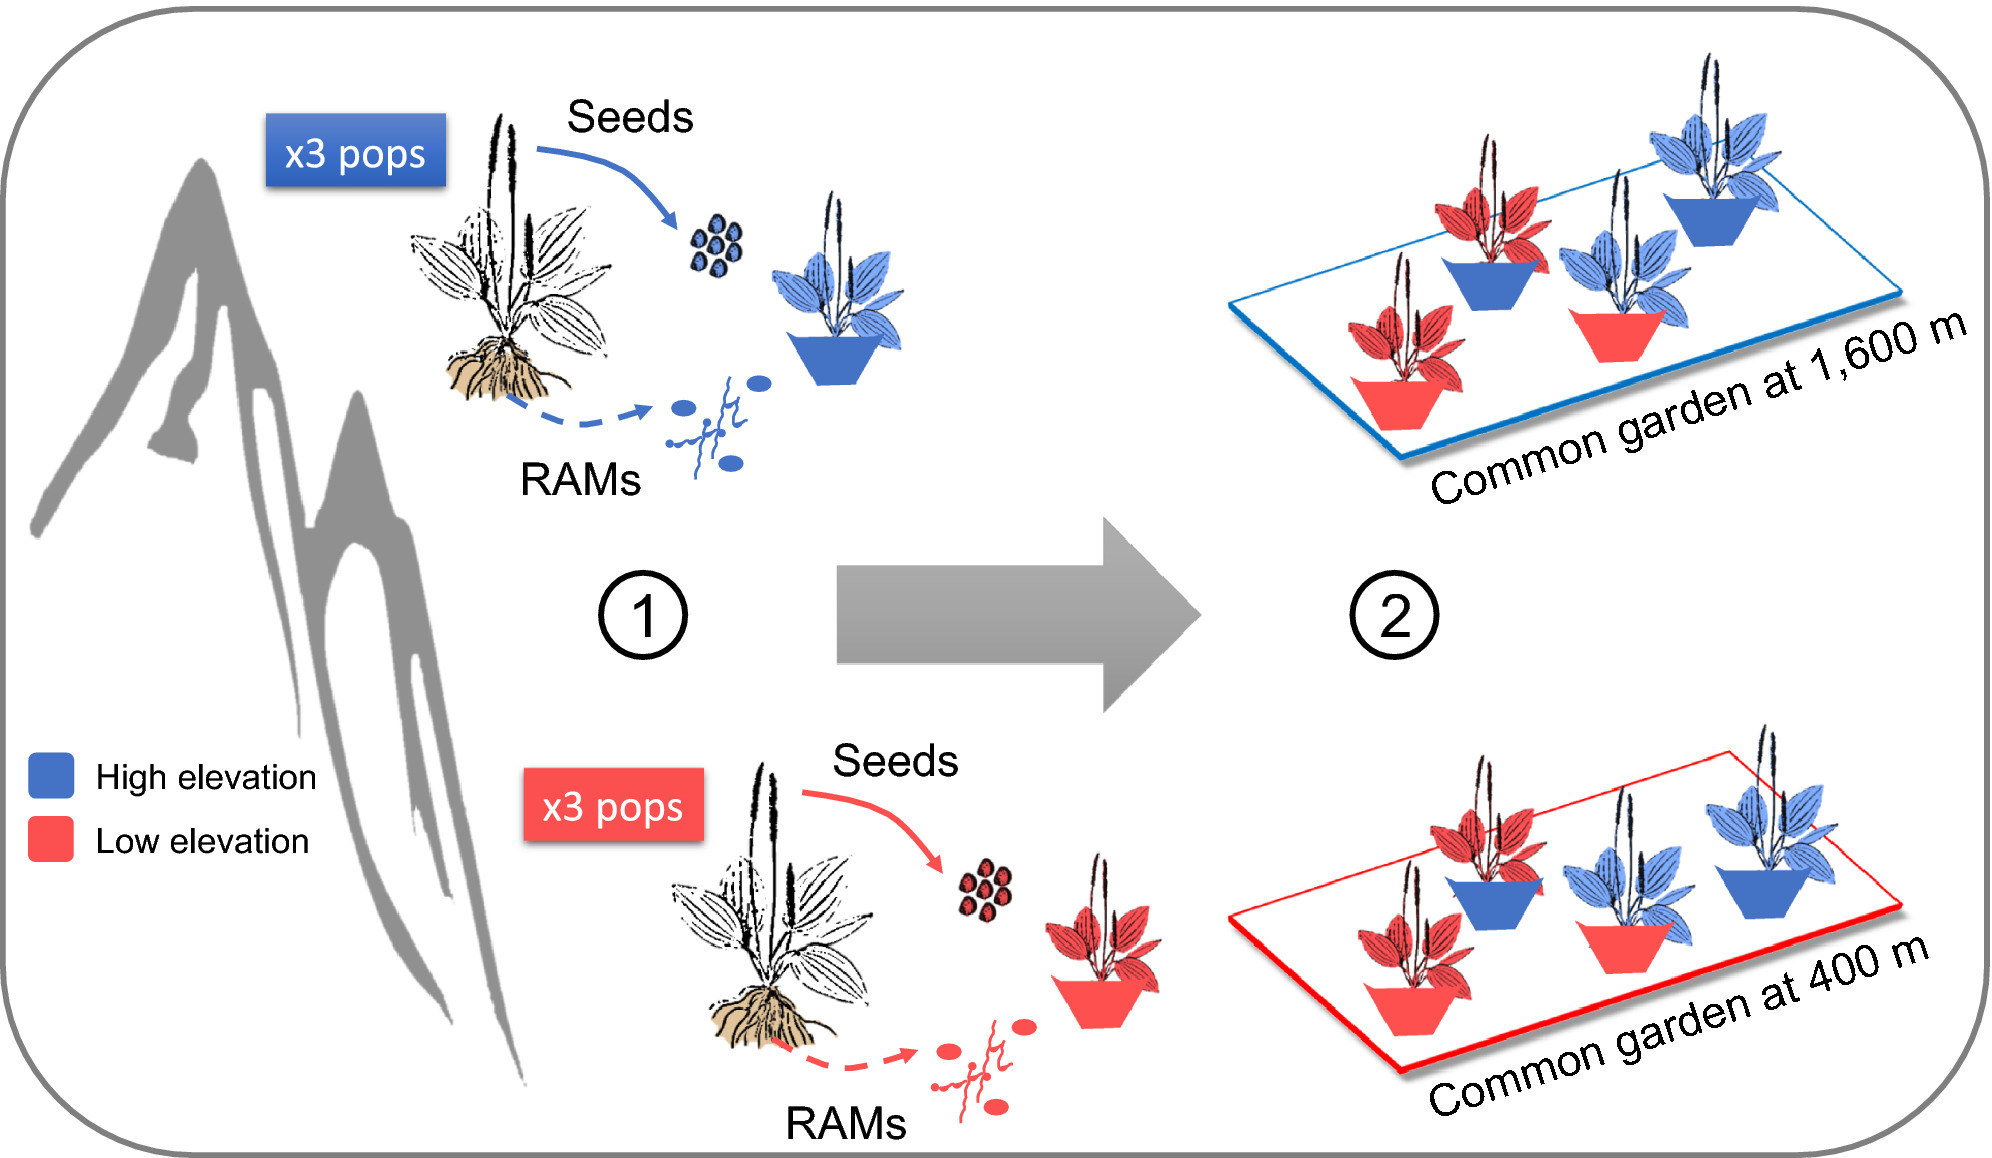 x3 pops
Seeds
RAMs
Common garden at 1,600 m
1
2
High elevation
Low elevation
x3 pops
Seeds
RAMs
Common garden at 400 m